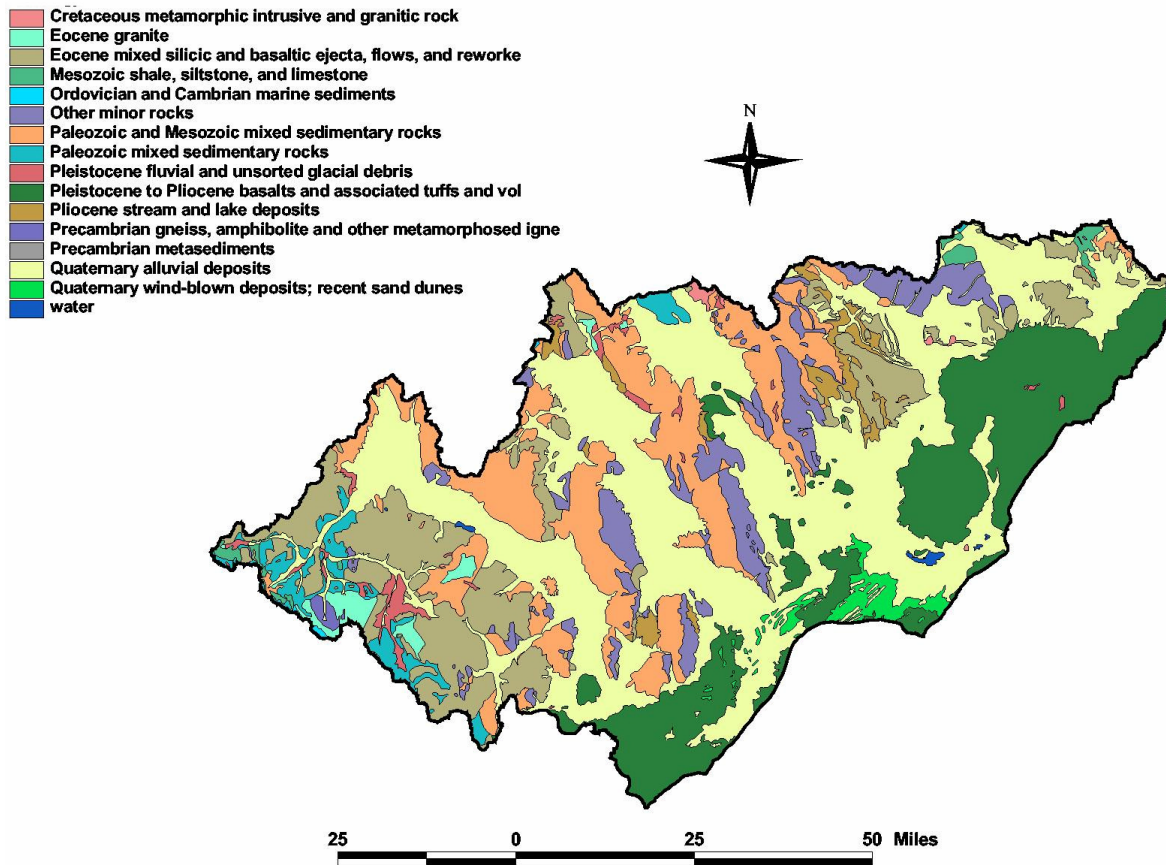 Cretaceous metamorphic intrusive and granitic rock
Eocene granite
Eocene mixed silicic and basaltic ejecta, flows, and reworke
Mesozoic shale, siltstone, and limestone
Ordovician and Cambrian marine sediments
Other minor rocks
Paleozoic and Mesozoic mixed sedimentary rocks
Paleozoic mixed sedimentary rocks
Pleistocene fluvial and unsorted glacial debris
Pleistocene to Pliocene basalts and associated tuffs and vol
Pliocene stream and lake deposits
Precambrian gneiss, amphibolite and other metamorphosed igne
Precambrian metasediments
Quaternary alluvial deposits
Quaternary wind-blown deposits; recent sand dunes
water
N
25 0 25 50 Miles